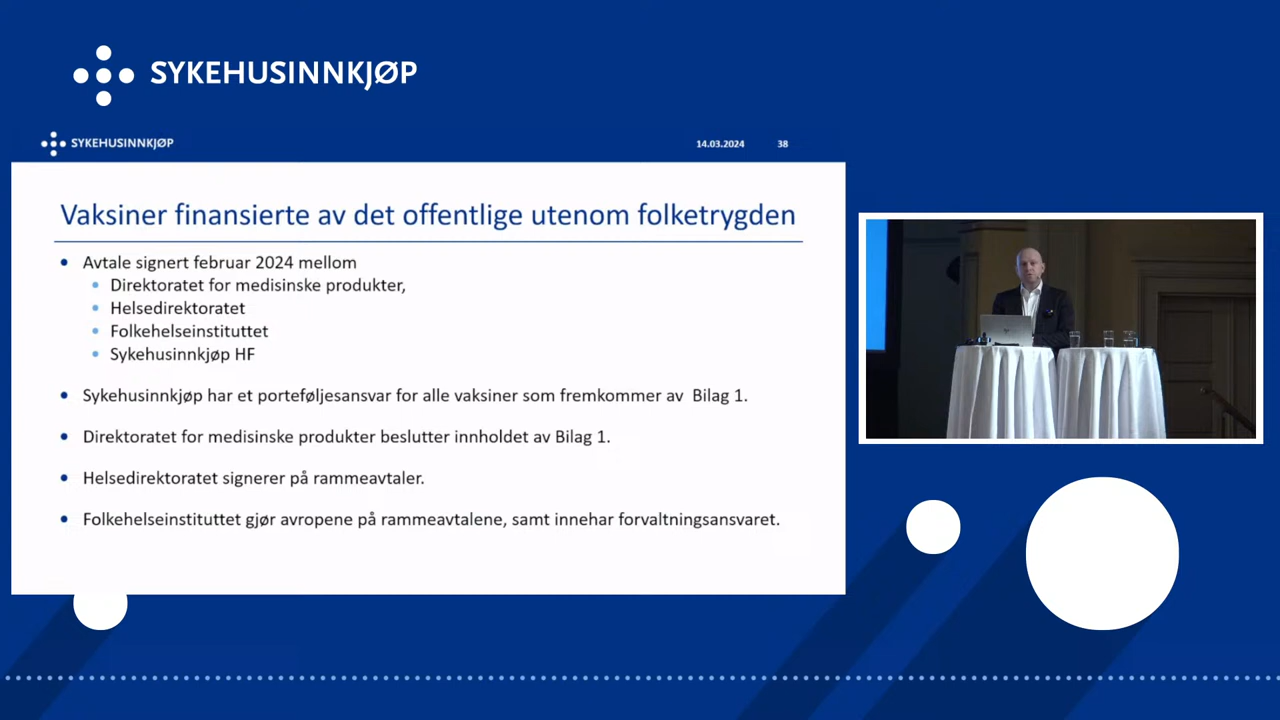 SYKEHUSINNKJØP
SYKEHUSINNKJØP
14.03.2024
38
Vaksiner finansierte av det offentlige utenom folketrygden
Avtale signert februar 2024 mellom
Direktoratet for medisinske produkter,
Helsedirektoratet
Folkehelseinstituttet
Sykehusinnkjøp HF
Sykehusinnkjøp har et porteføljesansvar for alle vaksiner som fremkommer av Bilag 1.
Direktoratet for medisinske produkter beslutter innholdet av Bilag 1.
Helsedirektoratet signerer på rammeavtaler.
Folkehelseinstituttet gjør avropene på rammeavtalene, samt innehar forvaltningsansvaret.